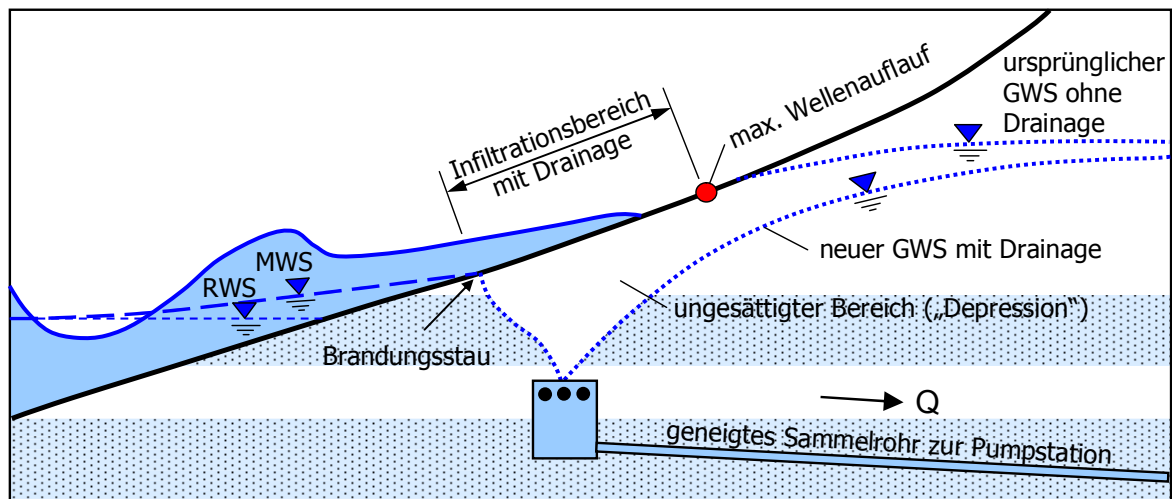 ursprünglicher
GWS ohne
Drainage
max. Wellenauflauf
Infiltrationsbereich
mit Drainage
neuer GWS mit Drainage
MWS
RWS
ungesättigter Bereich („Depression“)
Brandungsstau
Q
geneigtes Sammelrohr zur Pumpstation